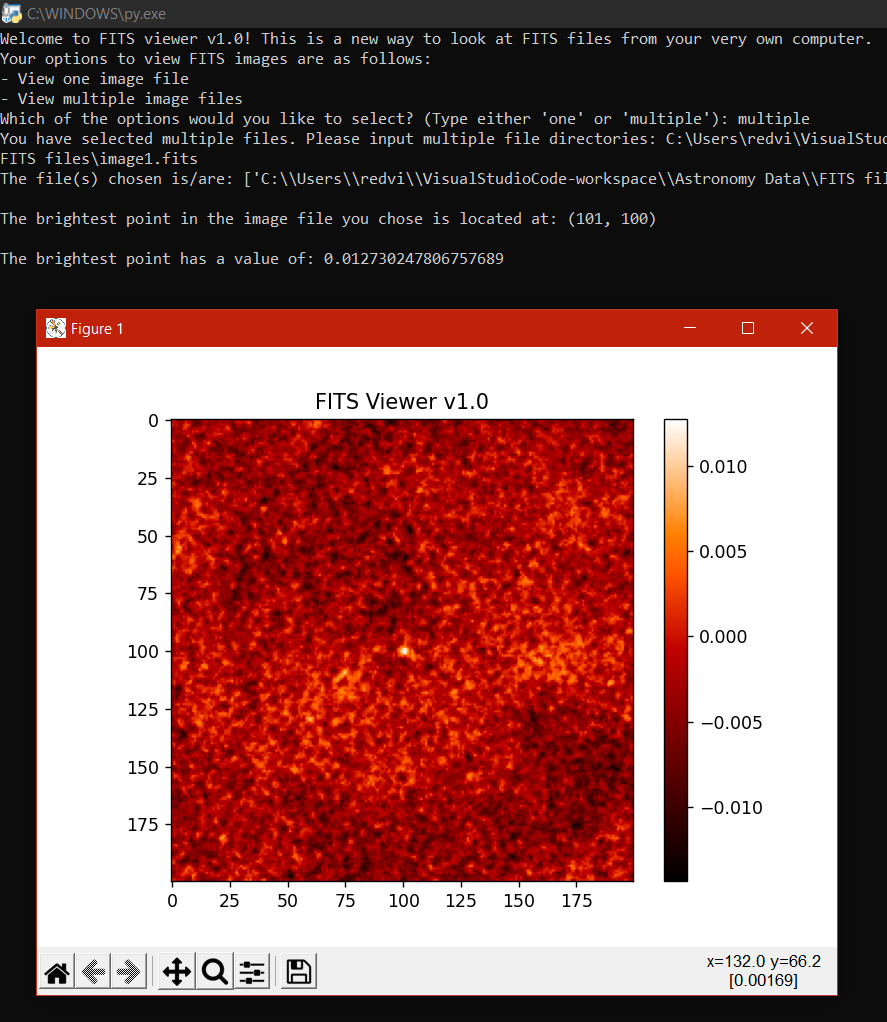 C:\WINDOWS\py.exe
Welcome to FITS viewer v1.0! This is a new way to look at FITS files from your very own computer.
Your options to view FITS images are as follows:
- View one image file
- View multiple image files
Which of the options would you like to select? (Type either 'one' or 'multiple'): multiple
You have selected multiple files. Please input multiple file directories: C:\Users\redvi\VisualStud
FITS files\image1.fits
The file(s) chosen is/are: ['C:\\Users\\redvi\\VisualStudioCode-workspace\\Astronomy Data\\FITS fil
The brightest point in the image file you chose is located at: (101, 100)
The brightest point has a value of: 0.012730247806757689
Figure 1
FITS Viewer v1.0
0
25
50
75
100
125
150
175
0 25 50 75 100 125 150 175
0.010
0.005
0.000
−0.005
−0.010
x=132.0 y=66.2
[0.00169]